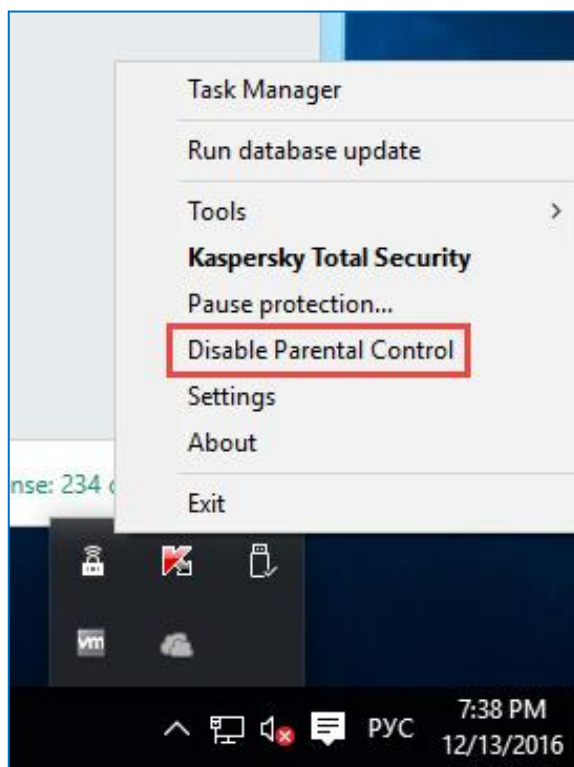 Task Manager
Run database update
Tools
Kaspersky Total Security
Pause protection...
Disable Parental Control
Settings
About
nse: 234
Exit
vm
РУС
7:38 PM
12/13/2016